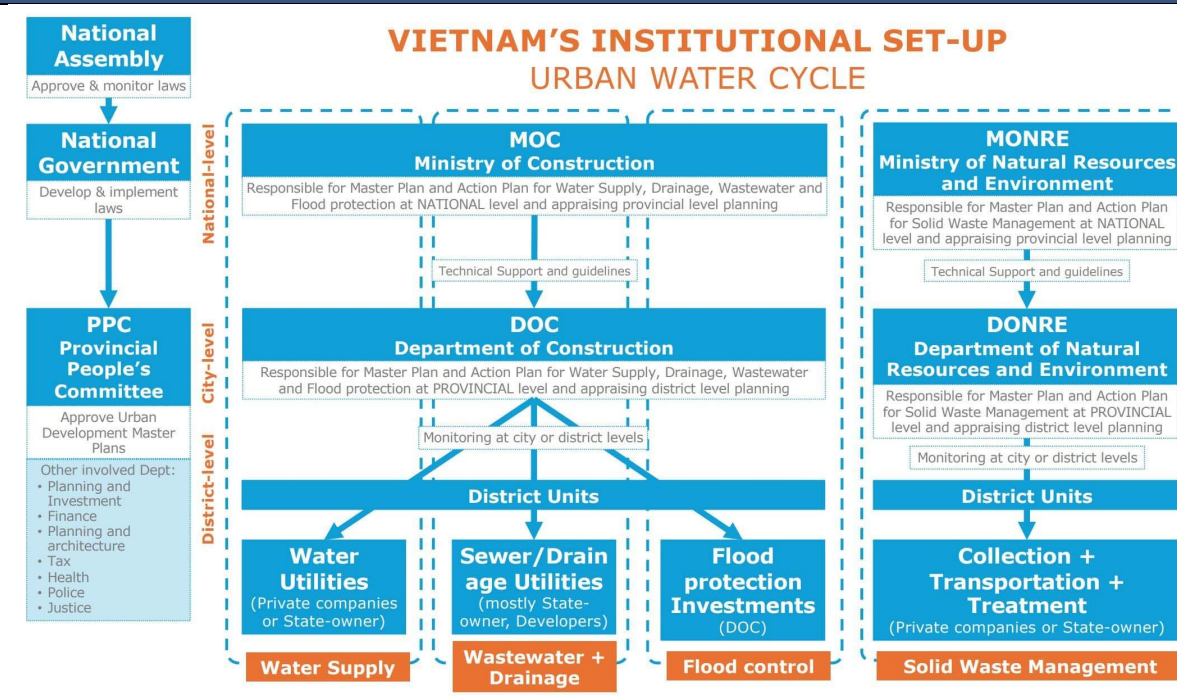 VIETNAM'S INSTITUTIONAL SET-UP
URBAN WATER CYCLE
National
Assembly
Approve & monitor laws
National
Government
Develop & implement
laws
PPC
Provincial
People's
Committee
Approve Urban
Development Master
Plans
Other involved Dept:
• Planning and
Investment
• Finance
• Planning and
architecture
• Tax
• Health
• Police
• Justice
National-level
City-level
District-level
MOC
Ministry of Construction
Responsible for Master Plan and Action Plan for Water Supply, Drainage, Wastewater and
Flood protection at NATIONAL level and appraising provincial level planning
Technical Support and guidelines
DOC
Department of Construction
Responsible for Master Plan and Action Plan for Water Supply, Drainage, Wastewater
and Flood protection at PROVINCIAL level and appraising district level planning
Monitoring at city or district levels
District Units
Water
Utilities
(Private companies
or State-owner)
Water Supply
Sewer/Drain
age Utilities
(mostly State-
owner, Developers)
Wastewater +
Drainage
Flood
protection
Investments
(DOC)
Flood control
MONRE
Ministry of Natural Resources
and Environment
Responsible for Master Plan and Action Plan
for Solid Waste Management at NATIONAL
level and appraising provincial level planning
Technical Support and guidelines
DONRE
Department of Natural
Resources and Environment
Responsible for Master Plan and Action Plan
for Solid Waste Management at PROVINCIAL
level and appraising district level planning
Monitoring at city or district levels
District Units
Collection +
Transportation +
Treatment
(Private companies or State-owner)
Solid Waste Management